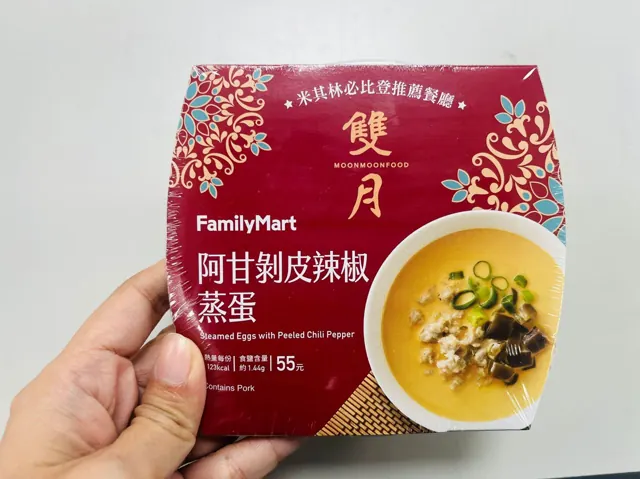 ★米其林必比登推薦餐廳★
雙月
MOONMOONFOOD
FamilyMart
阿甘剝皮辣椒
蒸蛋
Steamed Eggs with Peeled Chili Pepper
熱量每份 食鹽含量
123kcal 約1.44g 55元
Contains Pork